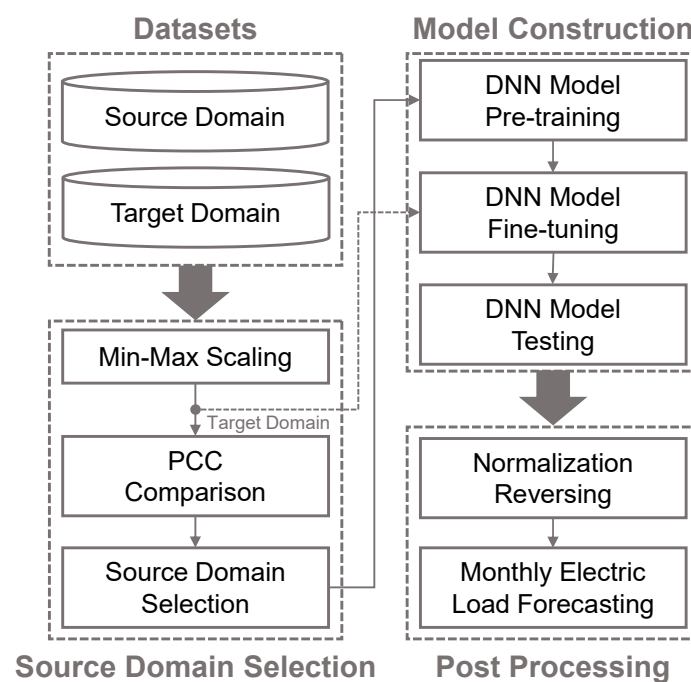 Datasets
Source Domain
Target Domain
Min-Max Scaling
Target Domain
PCC
Comparison
Source Domain
Selection
Source Domain Selection
Model Construction
DNN Model
Pre-training
DNN Model
Fine-tuning
DNN Model
Testing
Normalization
Reversing
Monthly Electric
Load Forecasting
Post Processing